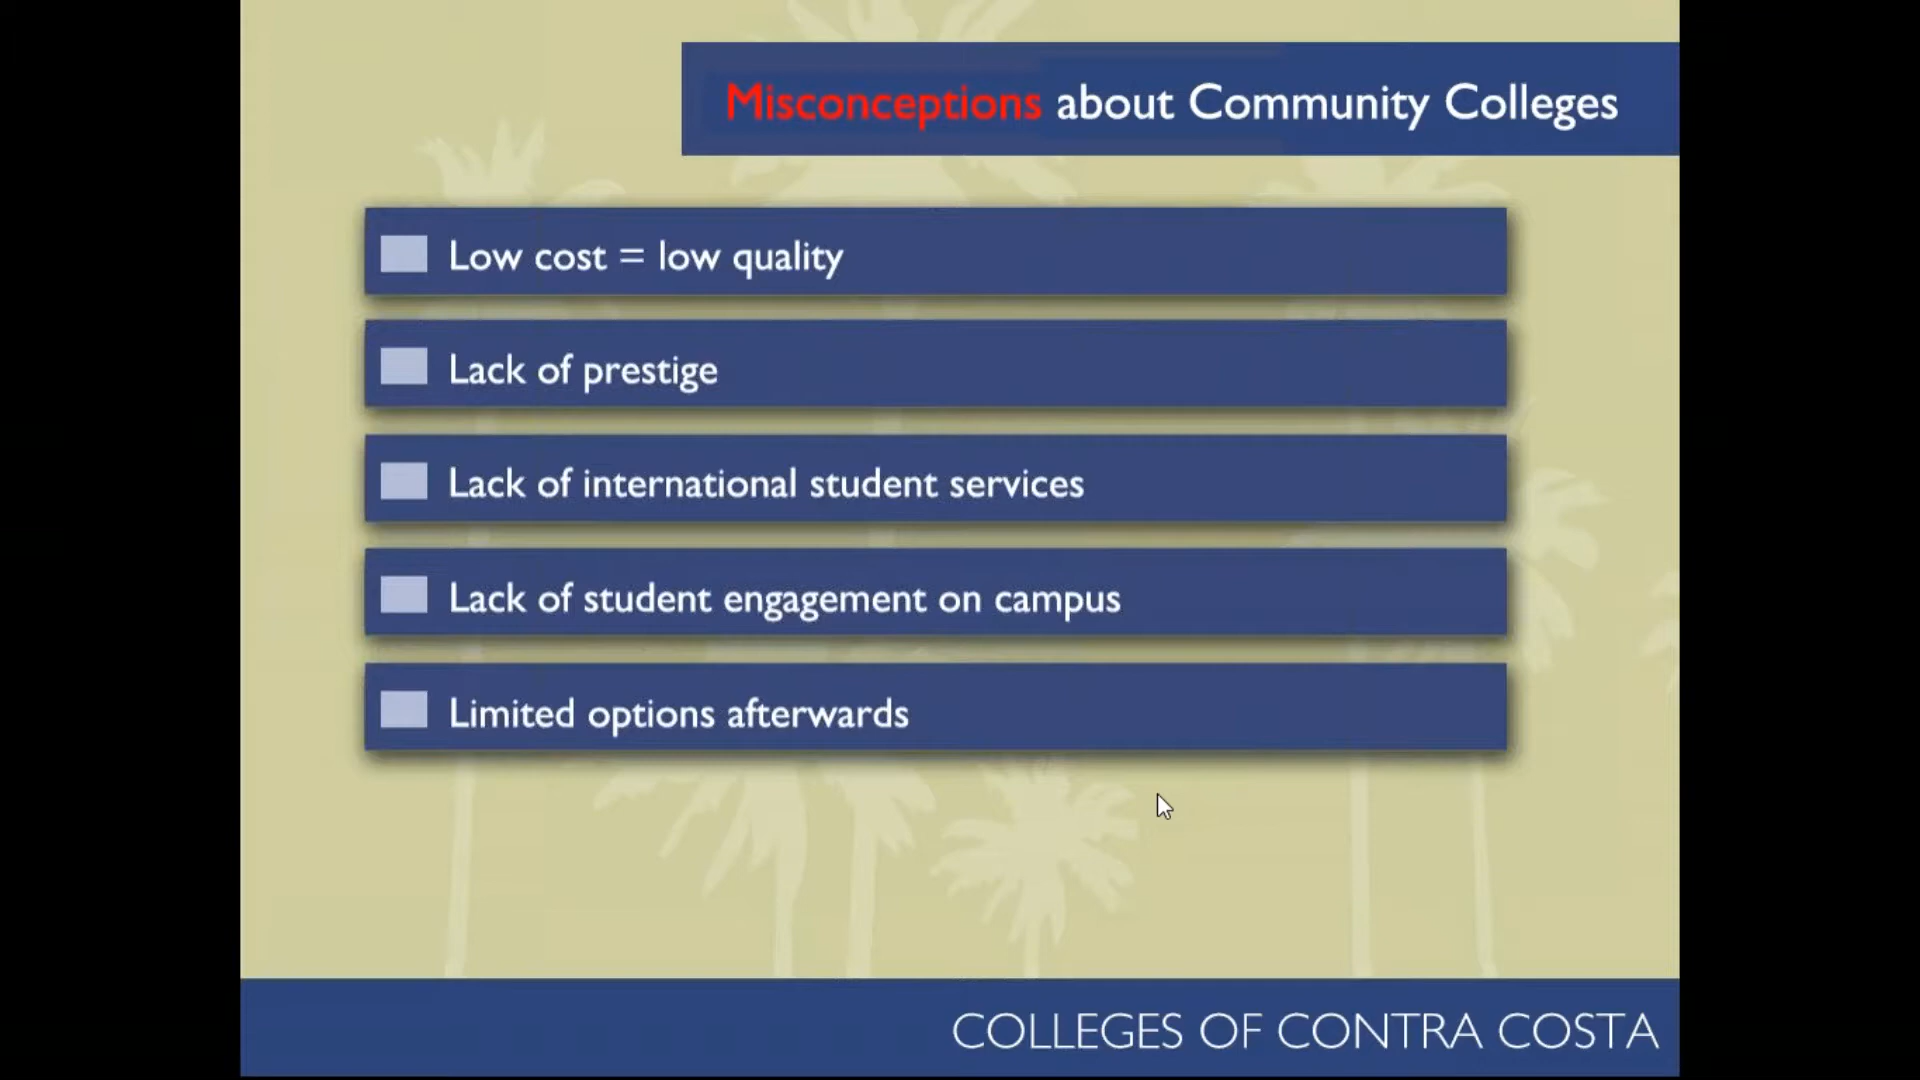 Misconceptions about Community Colleges
Low cost = low quality
Lack of prestige
Lack of international student services
Lack of student engagement on campus
Limited options afterwards
COLLEGES OF CONTRA COSTA